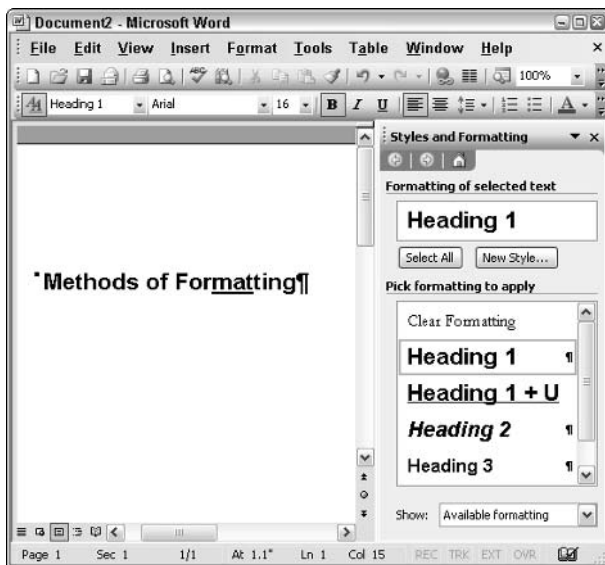 Document2 - Microsoft Word
File Edit View Insert Format Tools Table Window Help
100%
Heading 1 Arial 16 B I U A
Styles and Formatting
Formatting of selected text
Heading 1
Select All New Style...
Methods of Formatting¶
Pick formatting to apply
Clear Formatting
Heading 1 ¶
Heading 1 + U
Heading 2 ¶
Heading 3 ¶
Show: Available formatting
Page 1 Sec 1 1/1 At 1.1" Ln 1 Col 15 REC TRK EXT OVR